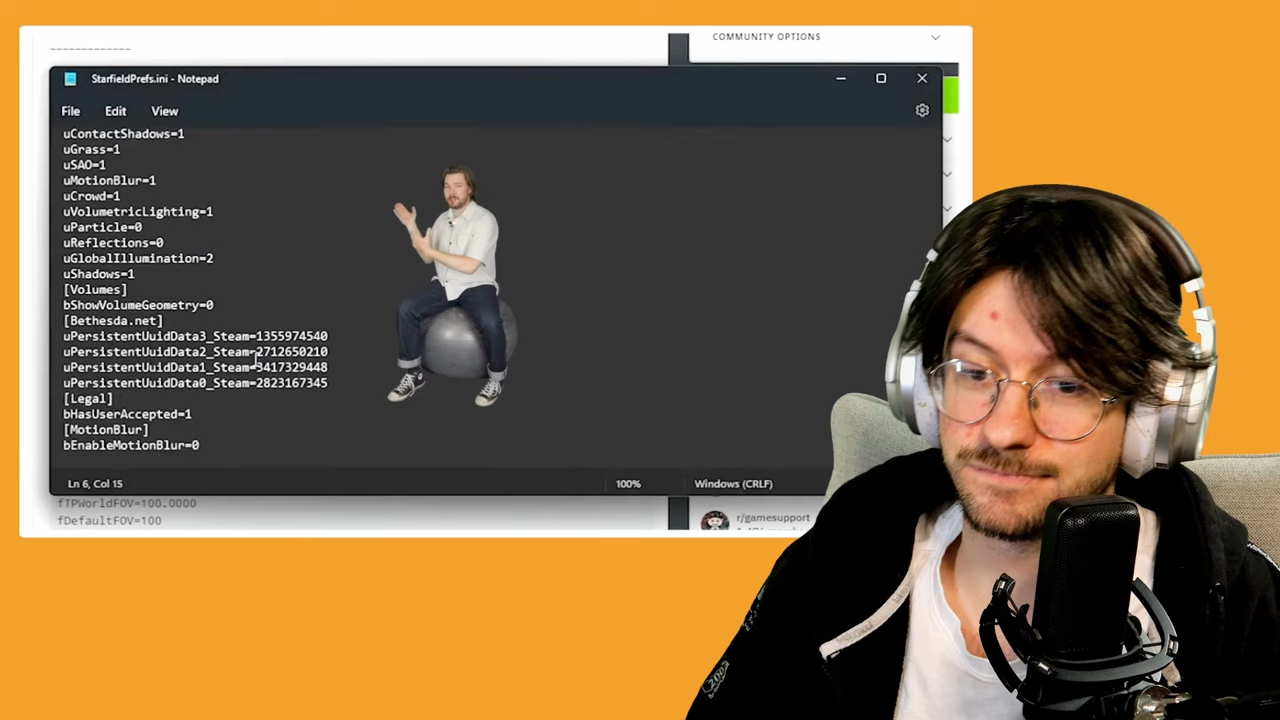 COMMUNITY OPTIONS
StarfieldPrefs.ini - Notepad
File Edit View
uContactShadows=1
uGrass=1
uSAO=1
uMotionBlur=1
uCrowd=1
uVolumetricLighting=1
uParticle=0
uReflections=0
uGlobalIllumination=2
uShadows=1
[Volumes]
bShowVolumeGeometry=0
[Bethesda.net]
uPersistentUuidData3_Steam=1355974540
uPersistentUuidData2_Steam=2712650210
uPersistentUuidData1_Steam=3417329448
uPersistentUuidData0_Steam=2823167345
[Legal]
bHasUserAccepted=1
[MotionBlur]
bEnableMotionBlur=0
Ln 6, Col 15 100% Windows (CRLF)
fTPWorldFOV=100.0000
fDefaultFOV=100
r/gamesupport